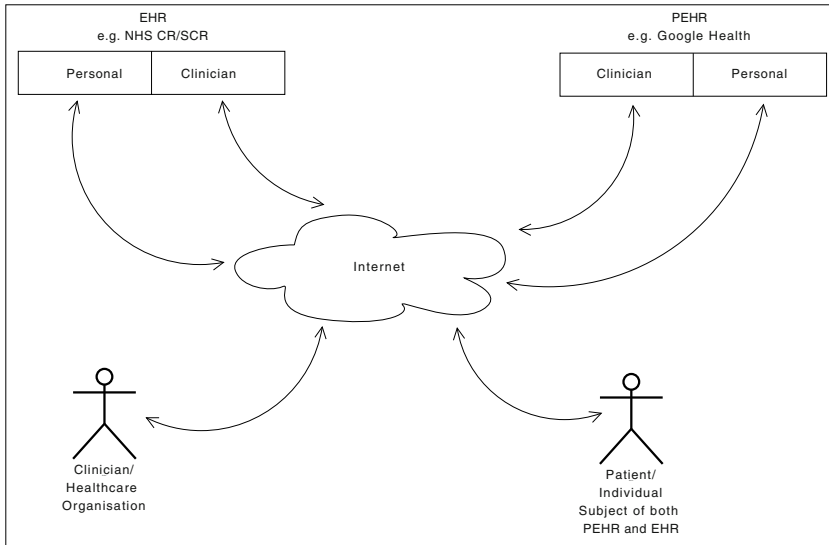 EHR
e.g. NHS CR/SCR
Personal
Clinician
PEHR
e.g. Google Health
Clinician
Personal
Internet
Clinician/
Healthcare
Organisation
Patient/
Individual
Subject of both
PEHR and EHR